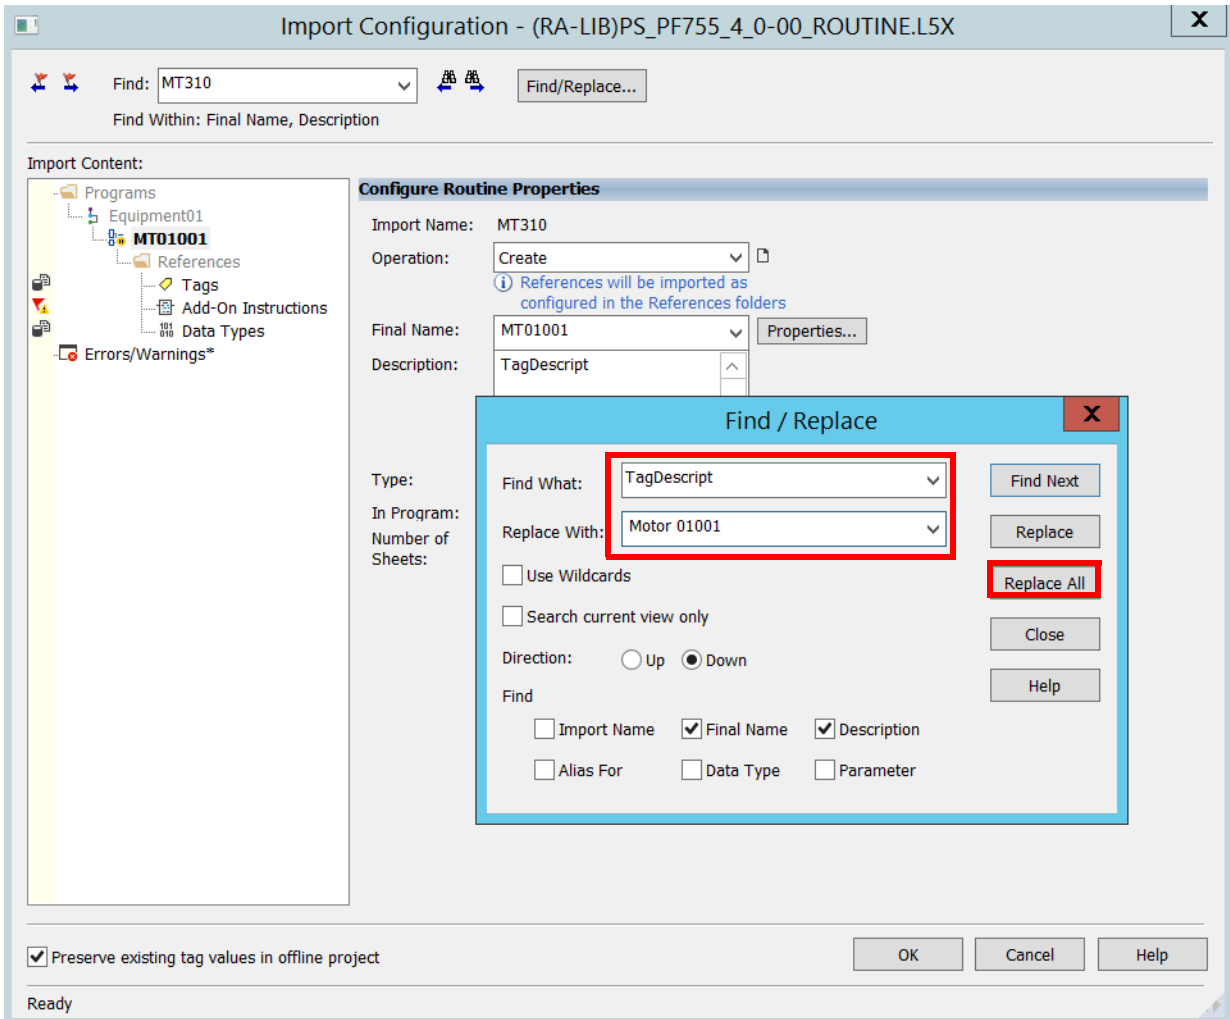 Import Configuration - (RA-LIB)PS_PF755_4_0-00_ROUTINE.L5X
X
Find: MT310
Find/Replace...
Find Within: Final Name, Description
Import Content:
Programs
Equipment01
MT01001
References
Tags
Add-On Instructions
101
010
Data Types
Errors/Warnings*
Configure Routine Properties
Import Name: MT310
Operation: Create
References will be imported as
configured in the References folders
Final Name: MT01001
Properties...
Description: TagDescript
Type:
In Program:
Number of
Sheets:
Find / Replace
X
Find What: TagDescript
Find Next
Replace With: Motor 01001
Replace
Use Wildcards
Replace All
Search current view only
Close
Direction: Up Down
Help
Find
Import Name Final Name Description
Alias For Data Type Parameter
Preserve existing tag values in offline project
OK Cancel Help
Ready